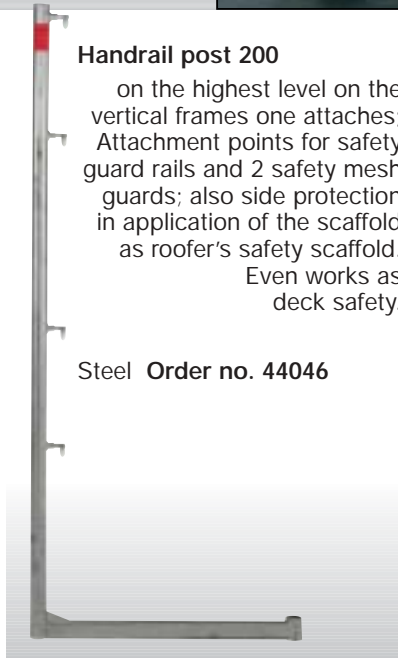 Handrail post 200
on the highest level on the
vertical frames one attaches;
Attachment points for safety
guard rails and 2 safety mesh
guards; also side protection
in application of the scaffold
as roofer's safety scaffold.
Even works as
deck safety.
Steel Order no. 44046